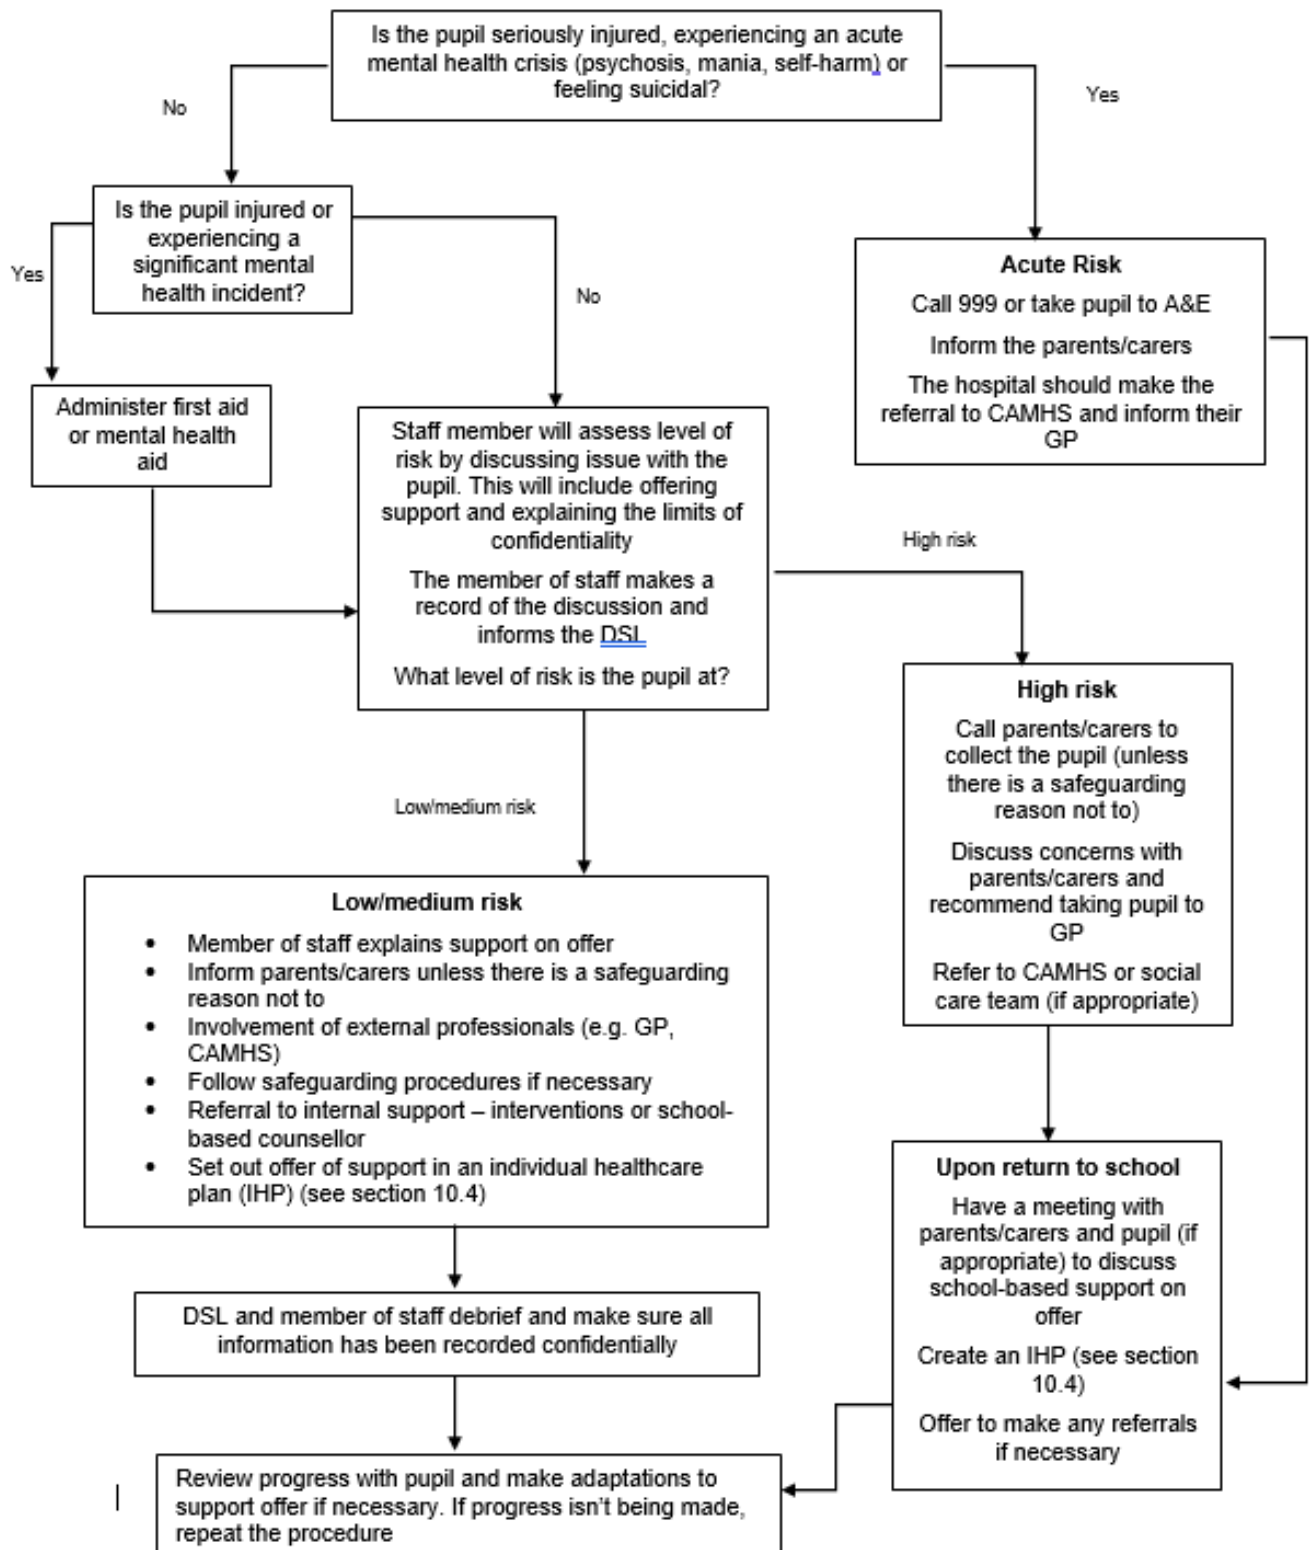 Is the pupil seriously injured, experiencing an acute
mental health crisis (psychosis, mania, self-harm) or
feeling suicidal?
No
Yes
Is the pupil injured or
experiencing a
significant mental
health incident?
Yes
No
Acute Risk
Call 999 or take pupil to A&E
Inform the parents/carers
The hospital should make the
referral to CAMHS and inform their
GP
Administer first aid
or mental health
aid
Staff member will assess level of
risk by discussing issue with the
pupil. This will include offering
support and explaining the limits of
confidentiality
The member of staff makes a
record of the discussion and
informs the DSL
What level of risk is the pupil at?
High risk
High risk
Call parents/carers to
collect the pupil (unless
there is a safeguarding
reason not to)
Discuss concerns with
parents/carers and
recommend taking pupil to
GP
Refer to CAMHS or social
care team (if appropriate)
Low/medium risk
Low/medium risk
• Member of staff explains support on offer
• Inform parents/carers unless there is a safeguarding
reason not to
• Involvement of external professionals (e.g. GP,
CAMHS)
• Follow safeguarding procedures if necessary
• Referral to internal support – interventions or school-
based counsellor
• Set out offer of support in an individual healthcare
plan (IHP) (see section 10.4)
Upon return to school
Have a meeting with
parents/carers and pupil (if
appropriate) to discuss
school-based support on
offer
Create an IHP (see section
10.4)
Offer to make any referrals
if necessary
DSL and member of staff debrief and make sure all
information has been recorded confidentially
Review progress with pupil and make adaptations to
support offer if necessary. If progress isn't being made,
repeat the procedure